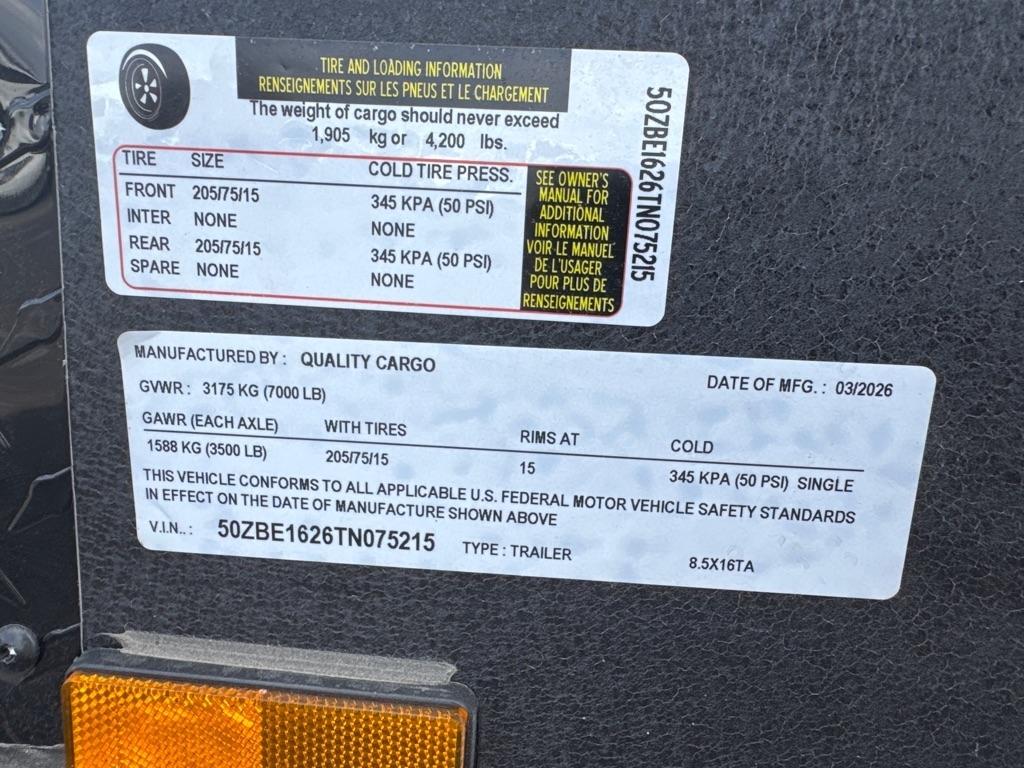 TIRE AND LOADING INFORMATION
RENSEIGNEMENTS SUR LES PNEUS ET LE CHARGEMENT
The weight of cargo should never exceed
1,905 kg or 4,200 lbs.
TIRE SIZE COLD TIRE PRESS.
FRONT 205/75/15 345 KPA (50 PSI)
INTER NONE NONE
REAR 205/75/15 345 KPA (50 PSI)
SPARE NONE NONE
SEE OWNER'S
MANUAL FOR
ADDITIONAL
INFORMATION
VOIR LE MANUEL
DE L'USAGER
POUR PLUS DE
RENSEIGNEMENTS
50ZBE1626TN075215
MANUFACTURED BY : QUALITY CARGO DATE OF MFG. : 03/2026
GVWR : 3175 KG (7000 LB)
GAWR (EACH AXLE) WITH TIRES RIMS AT COLD
1588 KG (3500 LB) 205/75/15 15 345 KPA (50 PSI) SINGLE
THIS VEHICLE CONFORMS TO ALL APPLICABLE U.S. FEDERAL MOTOR VEHICLE SAFETY STANDARDS
IN EFFECT ON THE DATE OF MANUFACTURE SHOWN ABOVE
V.I.N.. : 50ZBE1626TN075215 TYPE : TRAILER 8.5X16TA